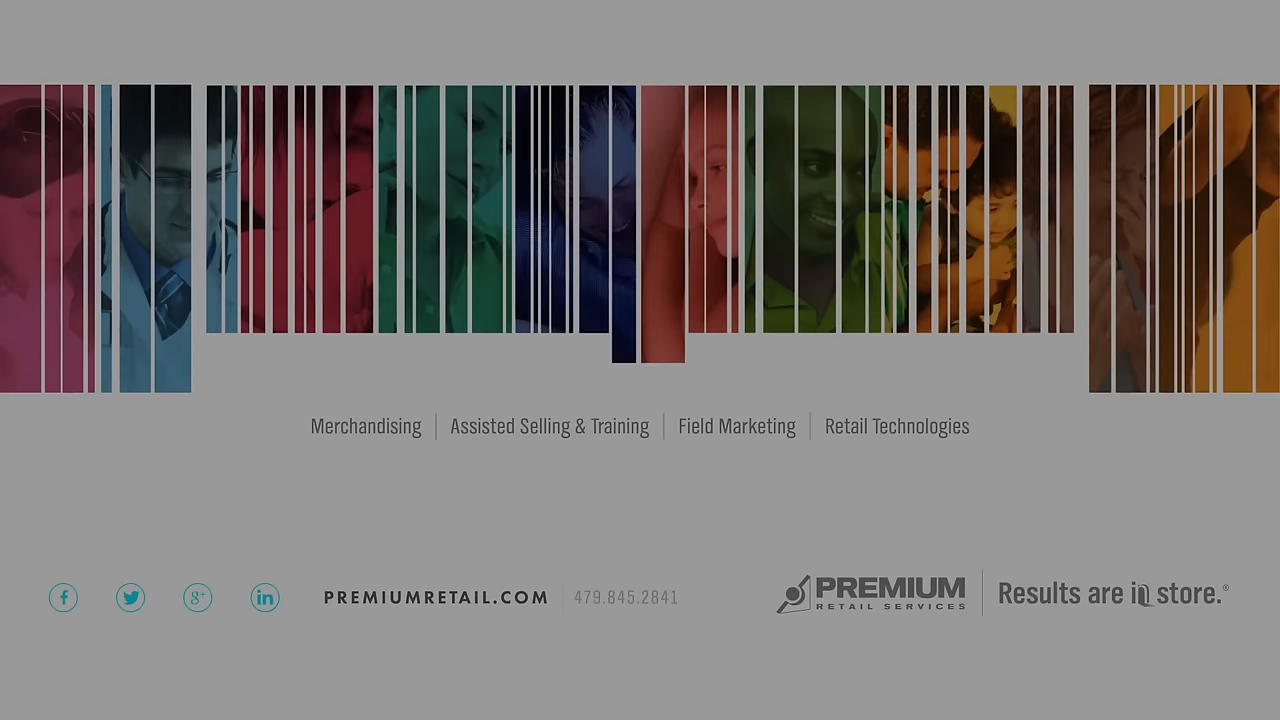 Merchandising | Assisted Selling & Training | Field Marketing | Retail Technologies
PREMIUMRETAIL.COM | 479.845.2841
PREMIUM
RETAIL SERVICES
Results are in store.®